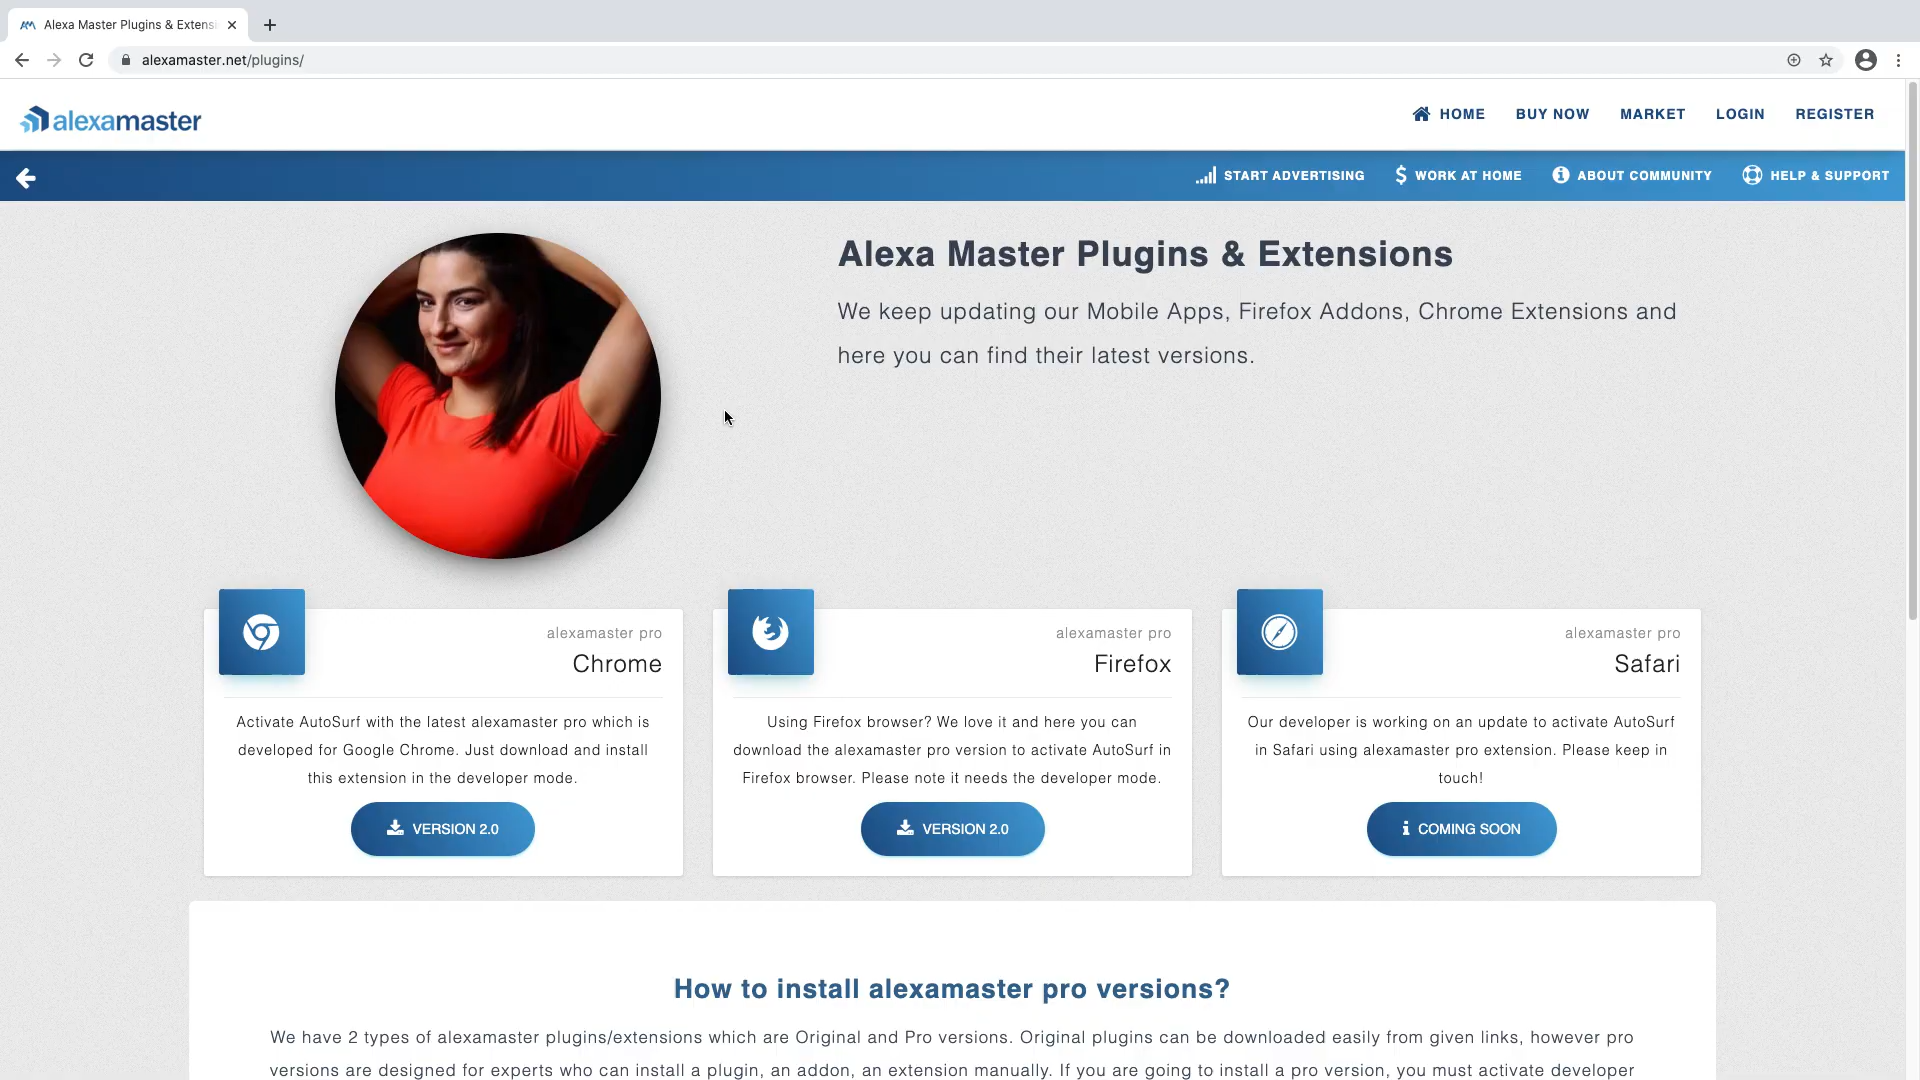 Alexa Master Plugins & Extens
alexamaster.net/plugins/
alexamaster
HOME
BUY NOW
MARKET
LOGIN
REGISTER
START ADVERTISING
WORK AT HOME
ABOUT COMMUNITY
HELP & SUPPORT
Alexa Master Plugins & Extensions
We keep updating our Mobile Apps, Firefox Addons, Chrome Extensions and
here you can find their latest versions.
alexamaster pro
Chrome
Activate AutoSurf with the latest alexamaster pro which is
developed for Google Chrome. Just download and install
this extension in the developer mode.
VERSION 2.0
alexamaster pro
Firefox
Using Firefox browser? We love it and here you can
download the alexamaster pro version to activate AutoSurf in
Firefox browser. Please note it needs the developer mode.
VERSION 2.0
alexamaster pro
Safari
Our developer is working on an update to activate AutoSurf
in Safari using alexamaster pro extension. Please keep in
touch!
COMING SOON
How to install alexamaster pro versions?
We have 2 types of alexamaster plugins/extensions which are Original and Pro versions. Original plugins can be downloaded easily from given links, however pro
versions are designed for experts who can install a plugin, an addon, an extension manually. If you are going to install a pro version, you must activate developer